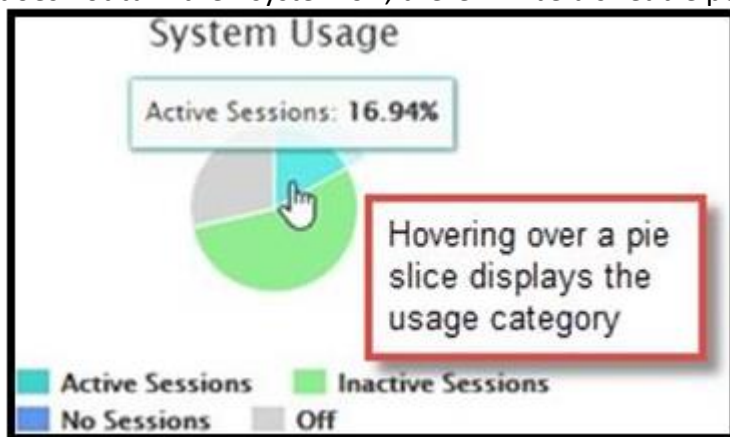 System Usage
Active Sessions: 16.94%
Hovering over a pie
slice displays the
usage category
Active Sessions Inactive Sessions
No Sessions Off